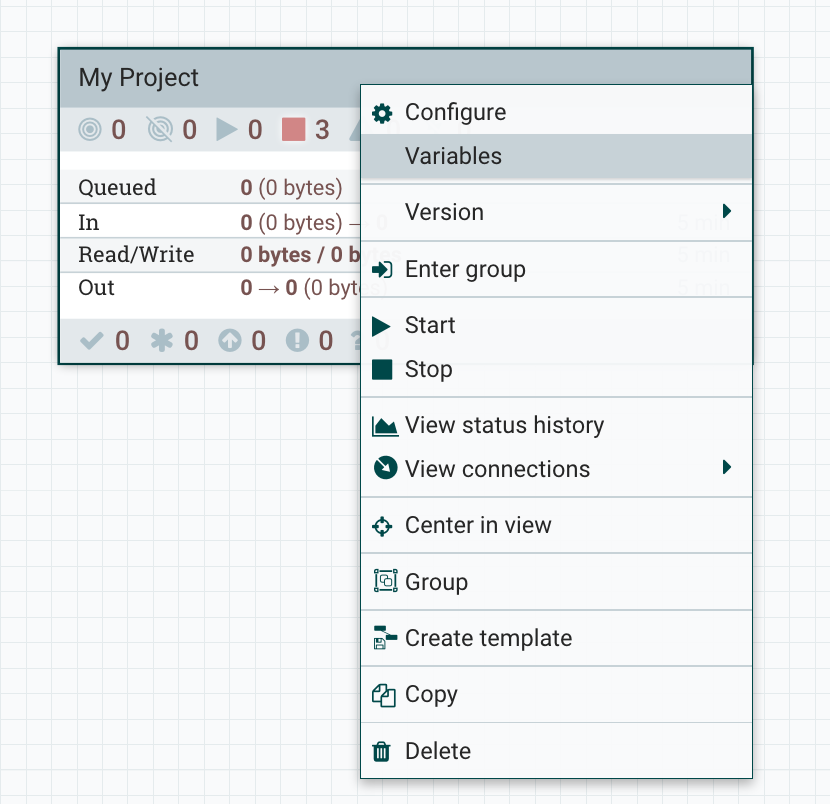 My Project
0 0 0 3
Queued 0 (0 bytes)
In 0 (0 bytes) → 0 5 min
Read/Write 0 bytes / 0 bytes 5 min
Out 0 → 0 (0 bytes) 5 min
0 0 0 0 ? 0
Configure
Variables
Version
Enter group
Start
Stop
View status history
View connections
Center in view
Group
Create template
Copy
Delete